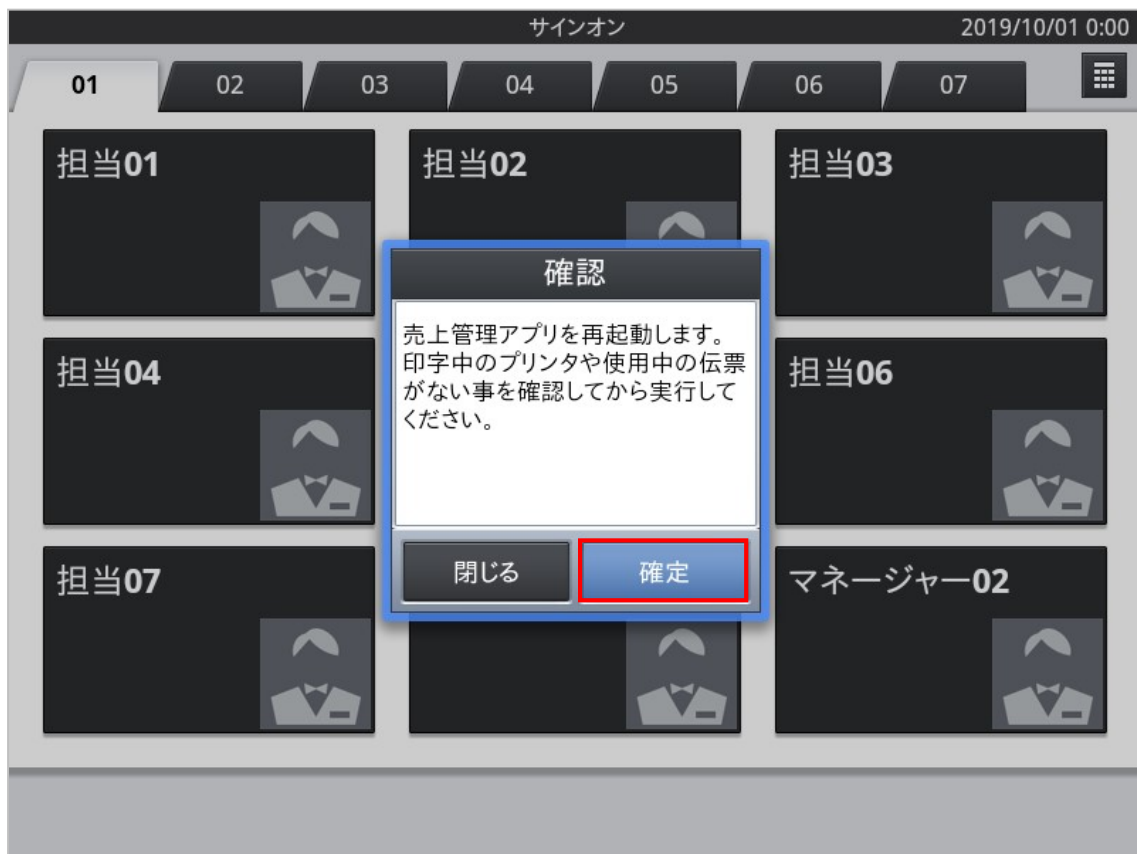 サインオン
2019/10/01 0:00
01
02
03
04
05
06
07
担当01
担当02
担当03
担当04
担当06
担当07
マネージャー02
確認
売上管理アプリを再起動します。
印字中のプリンタや使用中の伝票
がない事を確認してから実行して
ください。
閉じる
確定